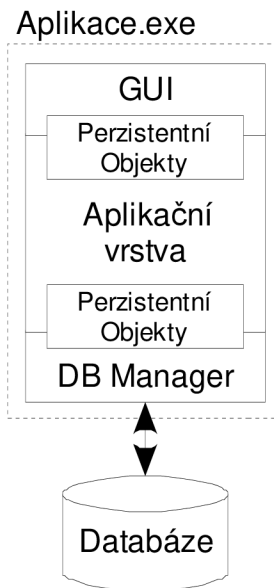 Aplikace.exe
GUI
Perzistentní
Objekty
Aplikační
vrstva
Perzistentní
Objekty
DB Manager
Databáze